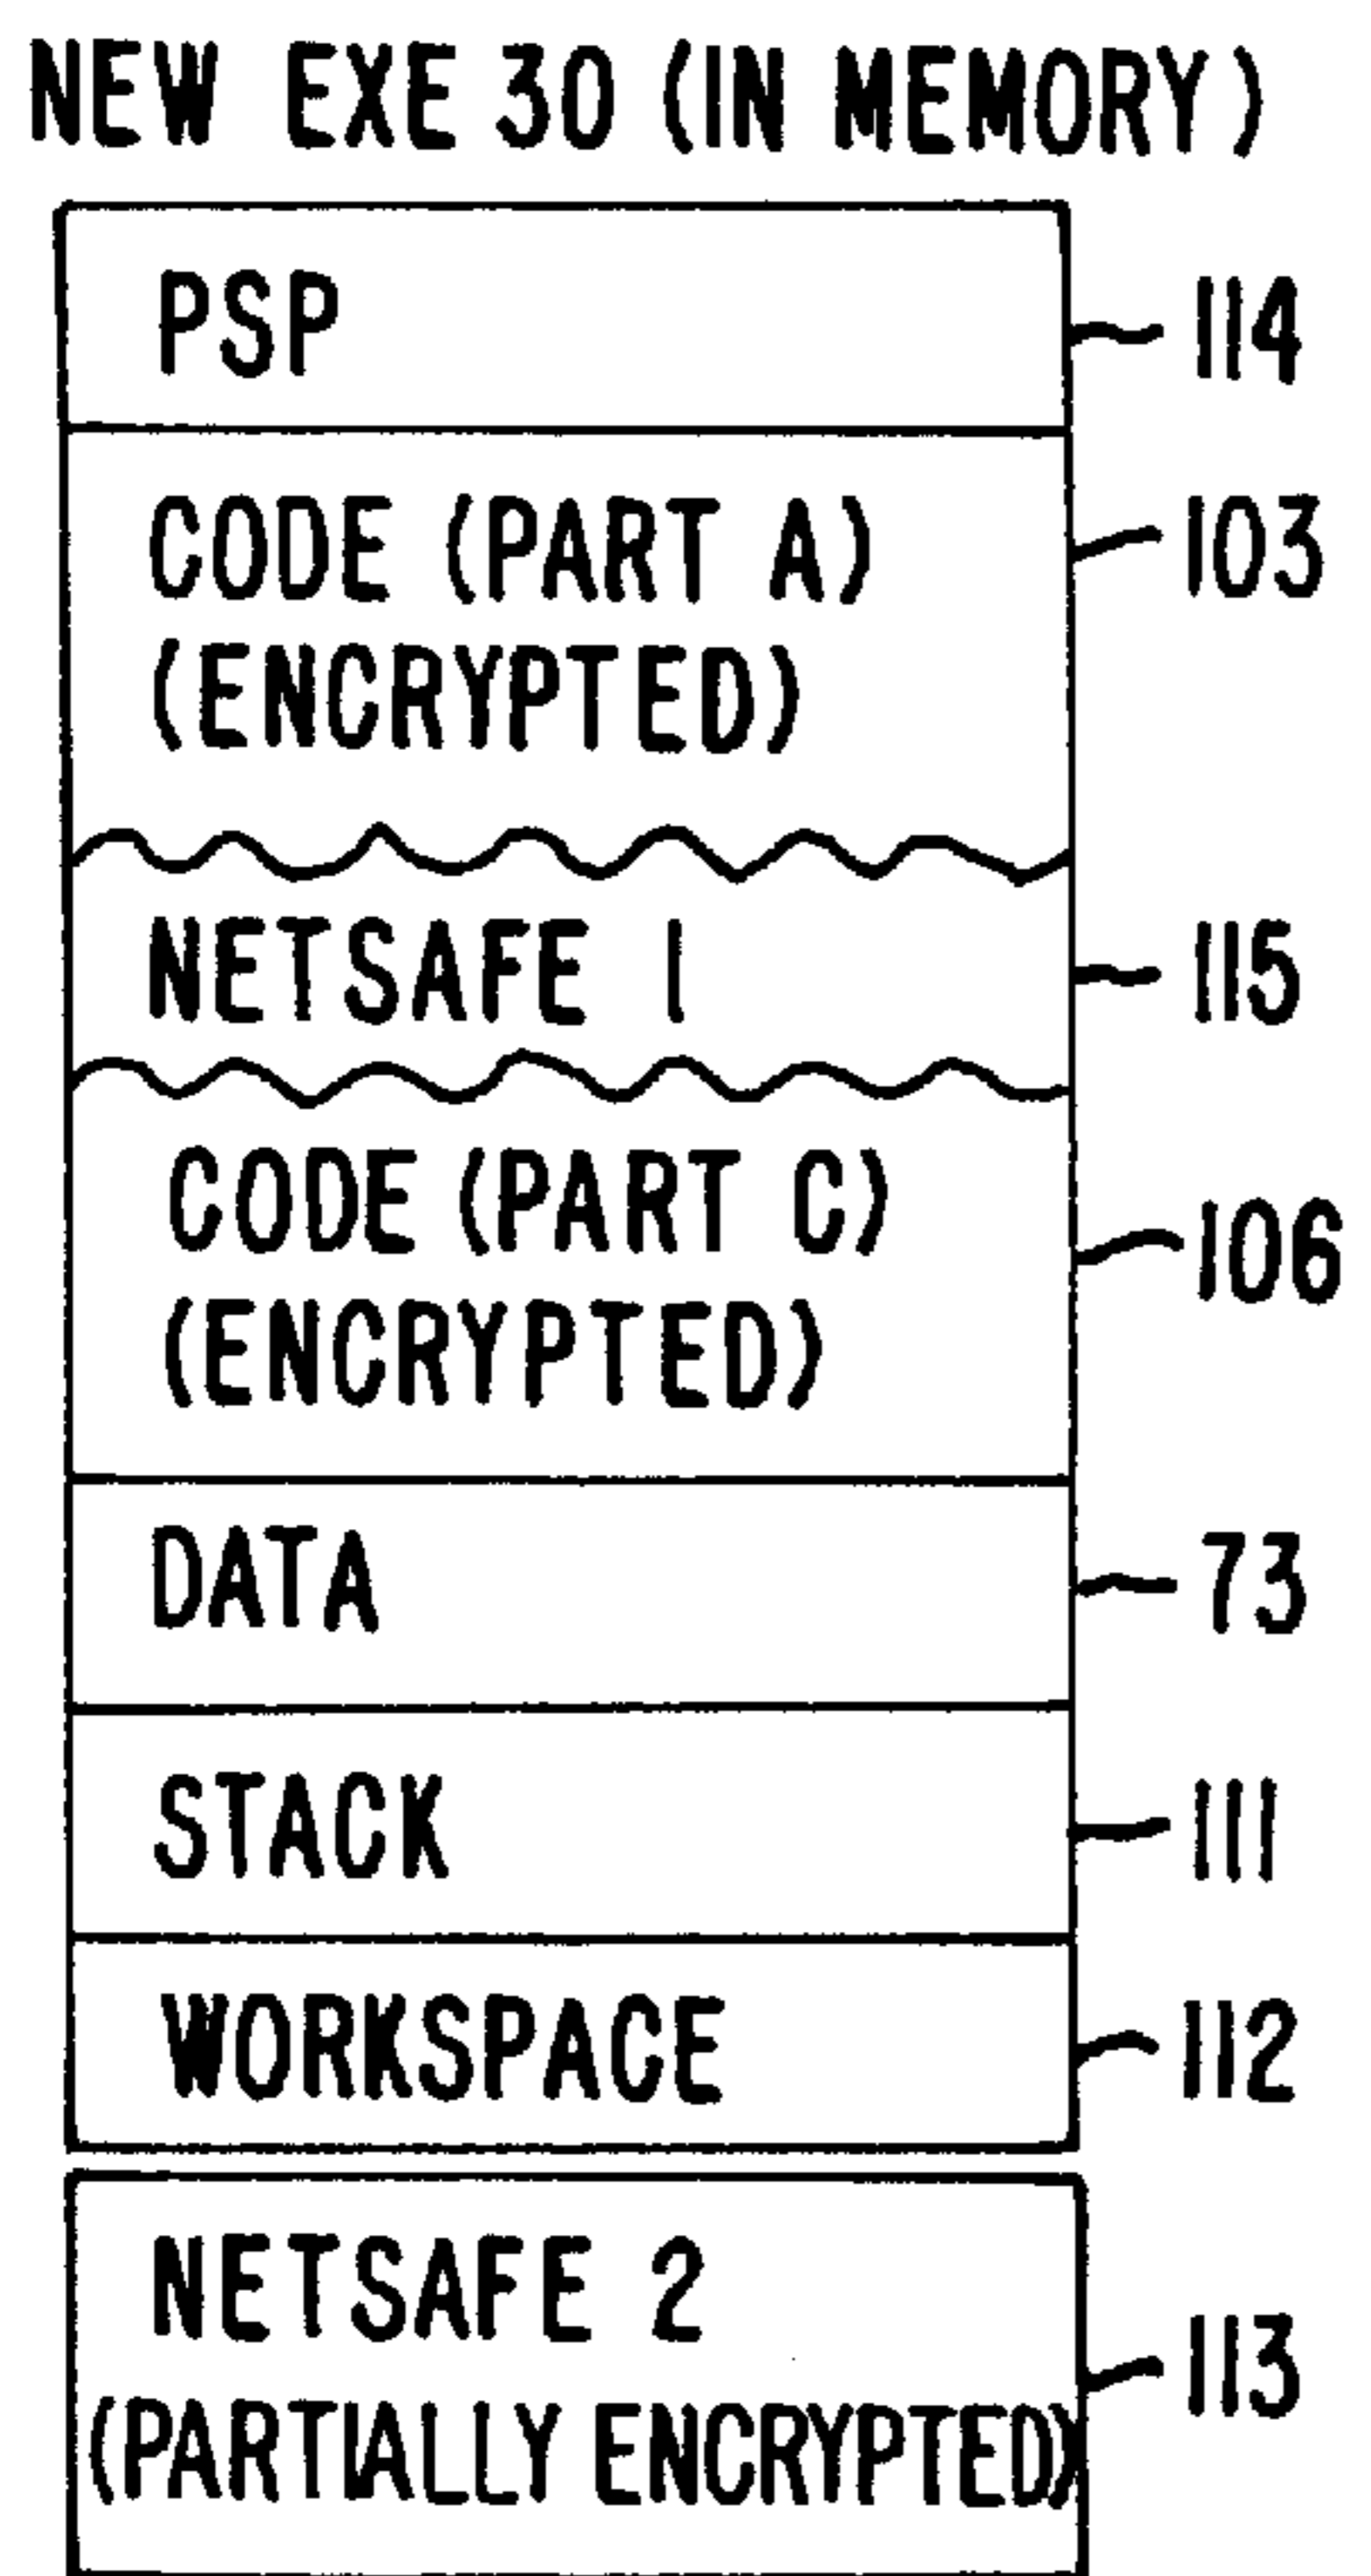 NEW EXE 30 (IN MEMORY)
PSP
114
CODE (PART A)
103
(ENCRYPTED)
NETSAFE 1
115
CODE (PART C)
106
(ENCRYPTED)
DATA
73
STACK
111
WORKSPACE
112
NETSAFE 2
113
(PARTIALLY ENCRYPTED)